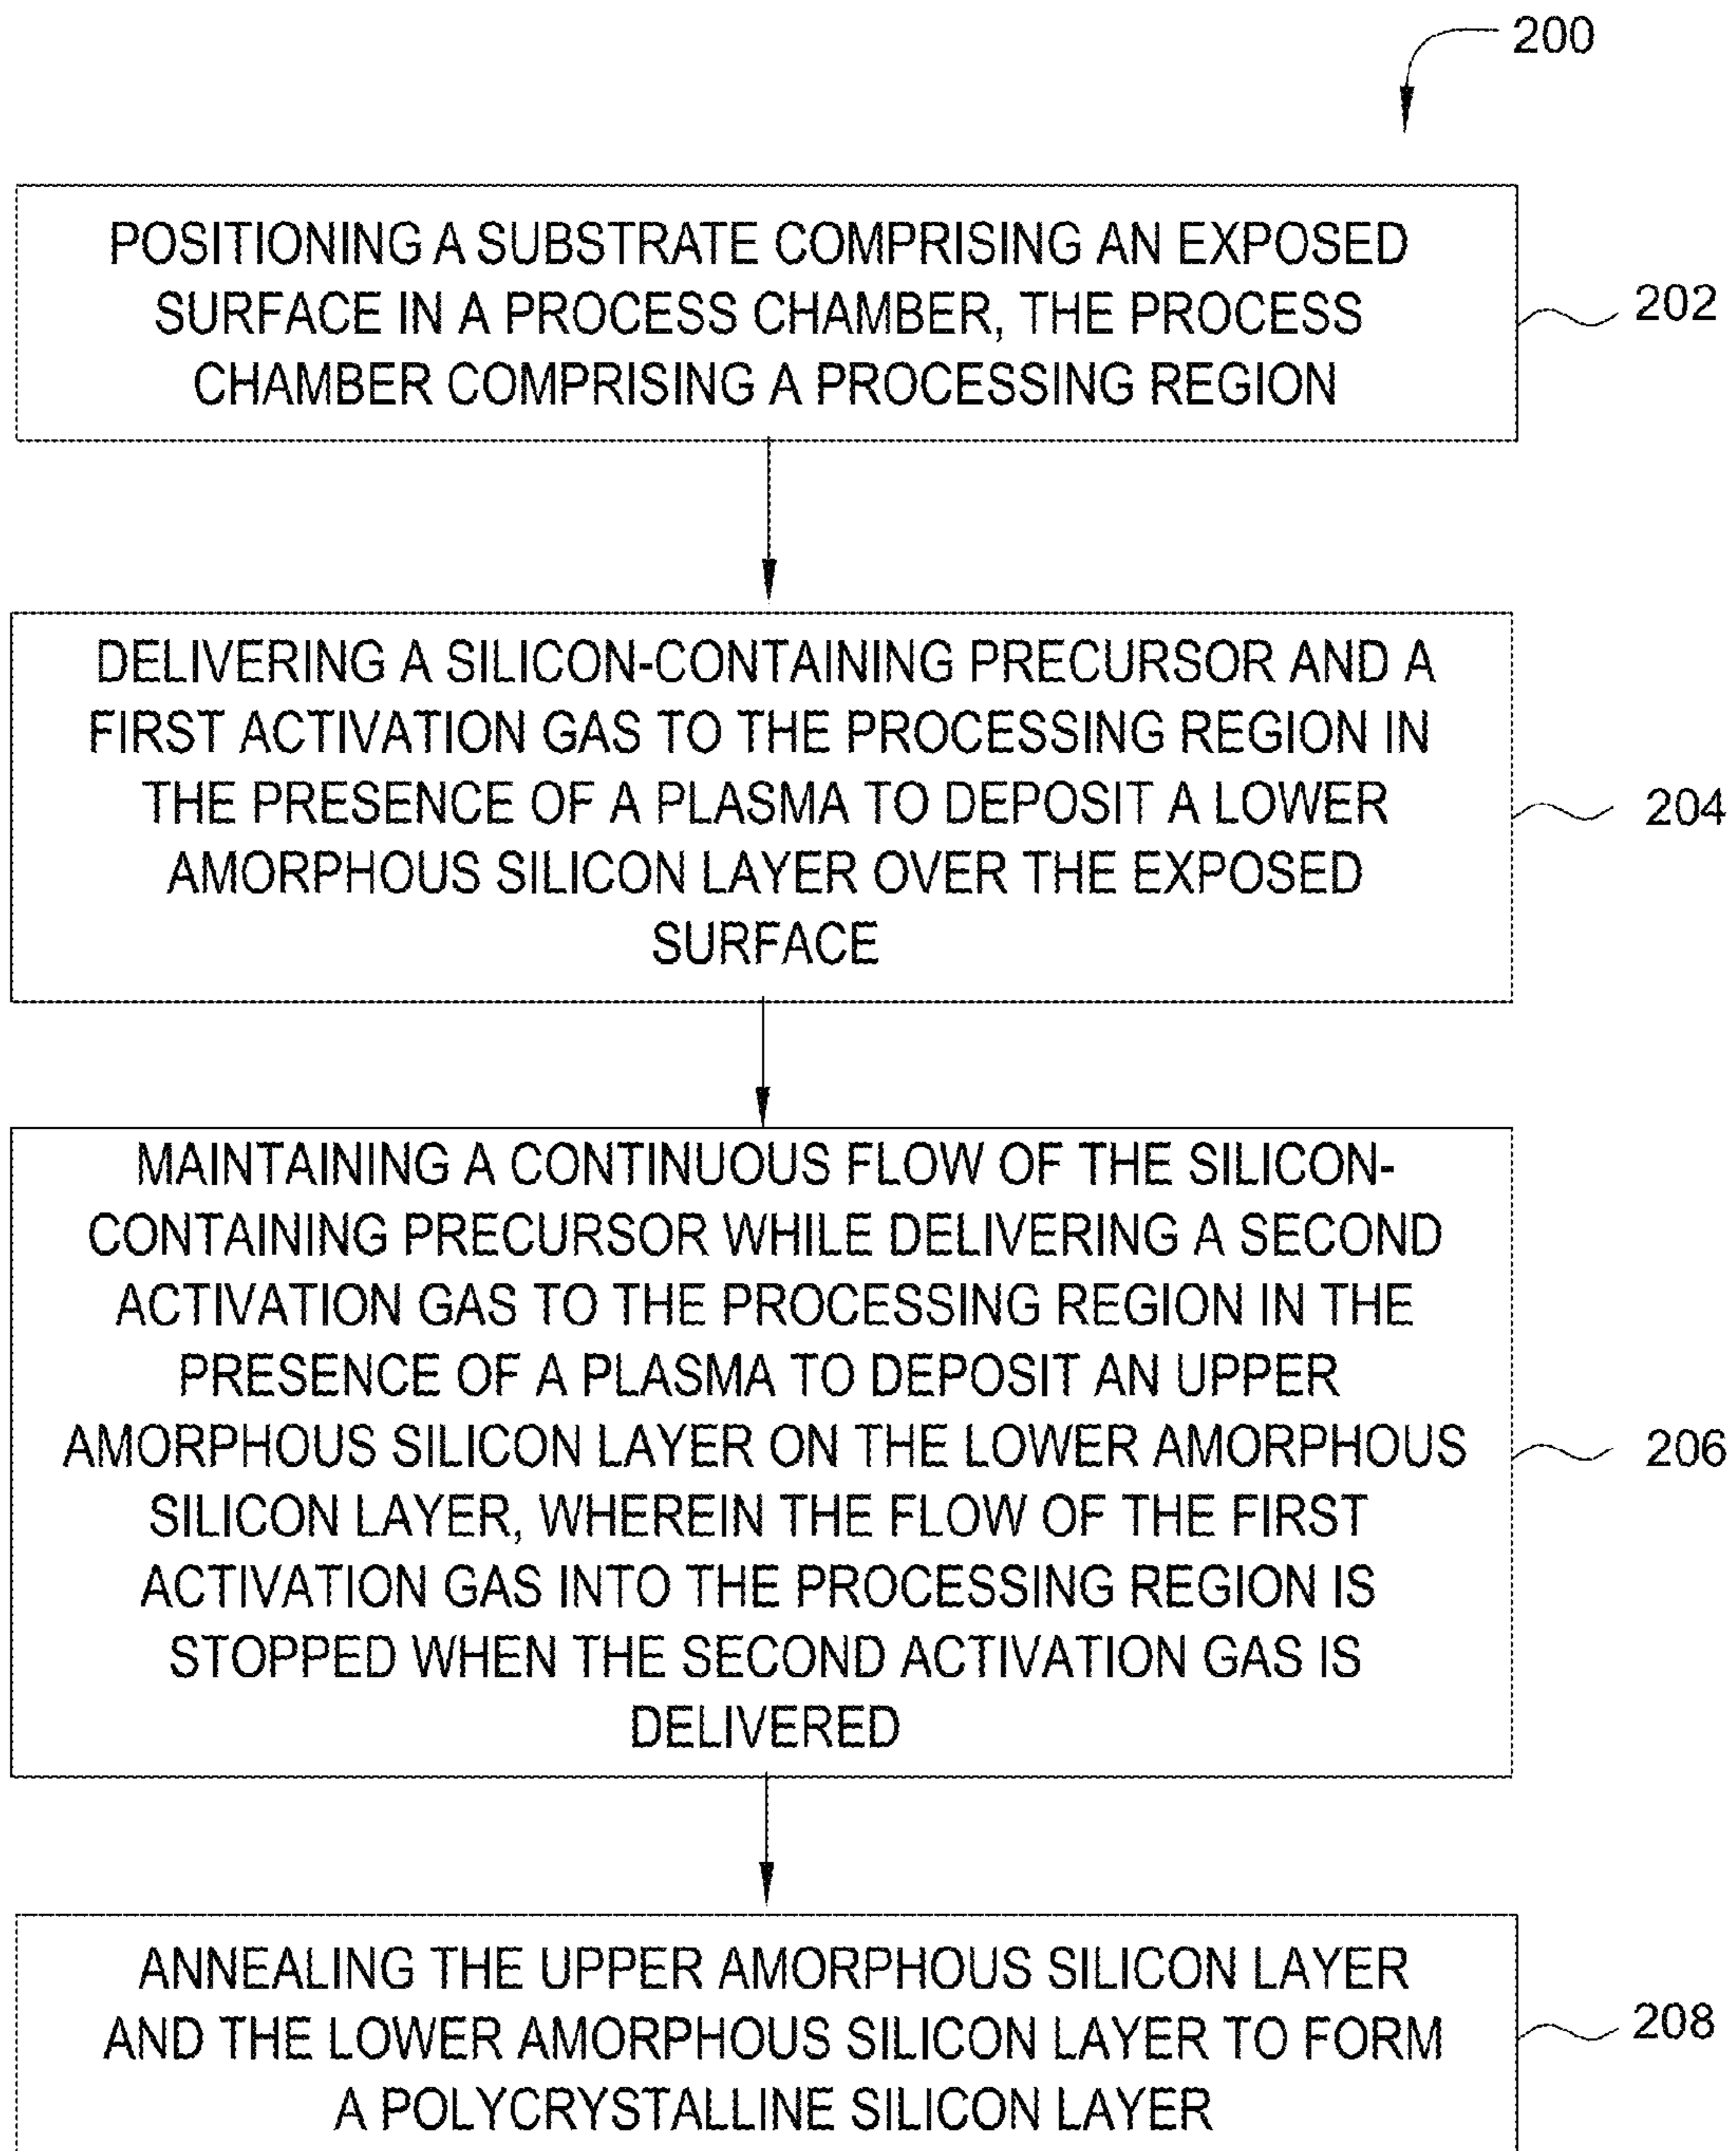 200
POSITIONING A SUBSTRATE COMPRISING AN EXPOSED
SURFACE IN A PROCESS CHAMBER, THE PROCESS
CHAMBER COMPRISING A PROCESSING REGION
202
DELIVERING A SILICON-CONTAINING PRECURSOR AND A
FIRST ACTIVATION GAS TO THE PROCESSING REGION IN
THE PRESENCE OF A PLASMA TO DEPOSIT A LOWER
AMORPHOUS SILICON LAYER OVER THE EXPOSED
SURFACE
204
MAINTAINING A CONTINUOUS FLOW OF THE SILICON-
CONTAINING PRECURSOR WHILE DELIVERING A SECOND
ACTIVATION GAS TO THE PROCESSING REGION IN THE
PRESENCE OF A PLASMA TO DEPOSIT AN UPPER
AMORPHOUS SILICON LAYER ON THE LOWER AMORPHOUS
SILICON LAYER, WHEREIN THE FLOW OF THE FIRST
ACTIVATION GAS INTO THE PROCESSING REGION IS
STOPPED WHEN THE SECOND ACTIVATION GAS IS
DELIVERED
206
ANNEALING THE UPPER AMORPHOUS SILICON LAYER
AND THE LOWER AMORPHOUS SILICON LAYER TO FORM
A POLYCRYSTALLINE SILICON LAYER
208